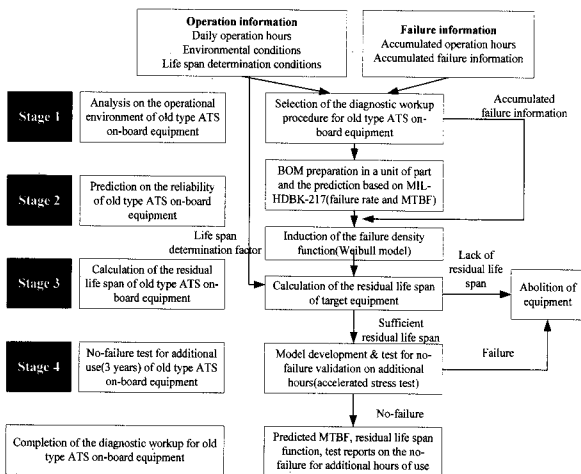 Operation information
Daily operation hours
Environmental conditions
Life span determination conditions
Failure information
Accumulated operation hours
Accumulated failure information
Stage 1
Analysis on the operational
environment of old type ATS
on-board equipment
Selection of the diagnostic workup
procedure for old type ATS on-
board equipment
Accumulated
failure information
Stage 2
Prediction on the reliability
of old type ATS on-board
equipment
BOM preparation in a unit of part
and the prediction based on MIL-
HDBK-217(failure rate and MTBF)
Life span
determination factor
Induction of the failure density
function(Weibull model)
Lack of
residual life
span
Stage 3
Calculation of the residual
life span of old type ATS on-
board equipment
Calculation of the residual life span
of target equipment
Abolition of
equipment
Sufficient
residual life span
Stage 4
No-failure test for additional
use(3 years) of old type ATS
on-board equipment
Model development & test for no-
failure validation on additional
hours(accelerated stress test)
Failure
No-failure
Completion of the diagnostic workup for old
type ATS on-board equipment
Predicted MTBF, residual life span
function, test reports on the no-
failure for additional hours of use